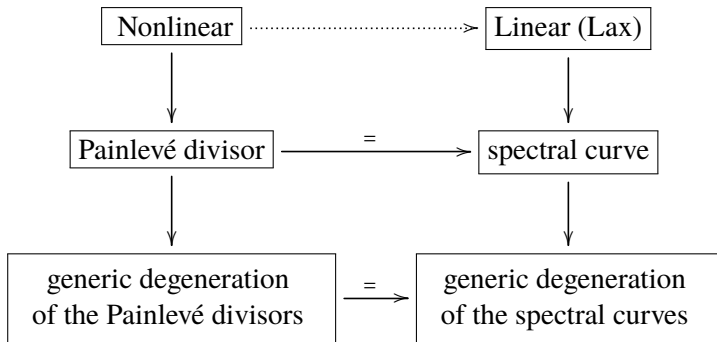 Nonlinear
Linear (Lax)
Painlevé divisor
=
spectral curve
generic degeneration
of the Painlevé divisors
=
generic degeneration
of the spectral curves